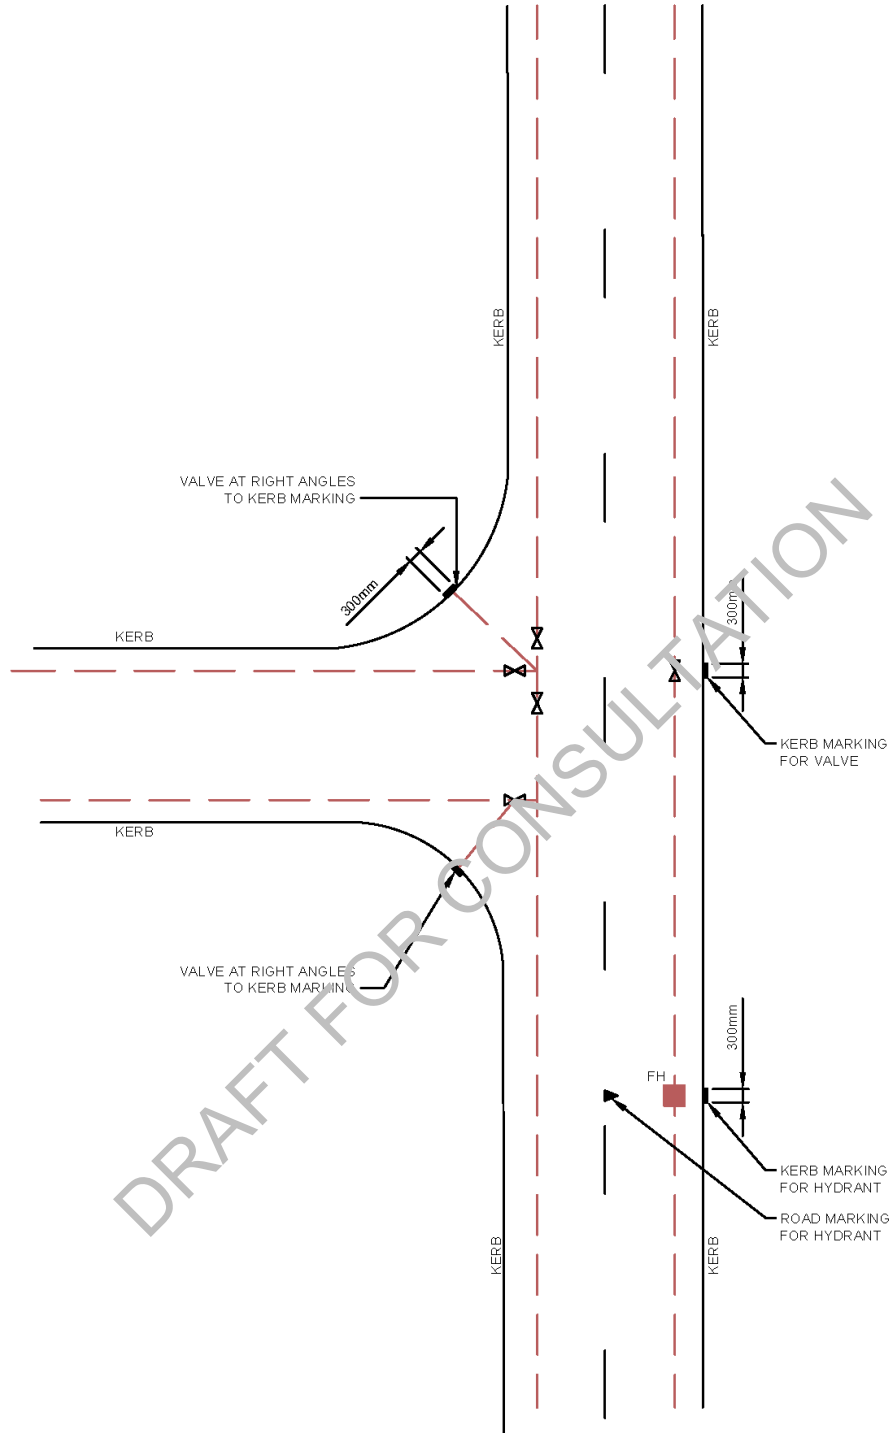 KERB
KERB
VALVE AT RIGHT ANGLES
TO KERB MARKING
300mm
300mm
KERB
KERB MARKING
FOR VALVE
KERB
VALVE AT RIGHT ANGLES
TO KERB MARKING
300mm
FH
KERB MARKING
FOR HYDRANT
ROAD MARKING
FOR HYDRANT
KERB
KERB
DRAFT FOR CONSULTATION